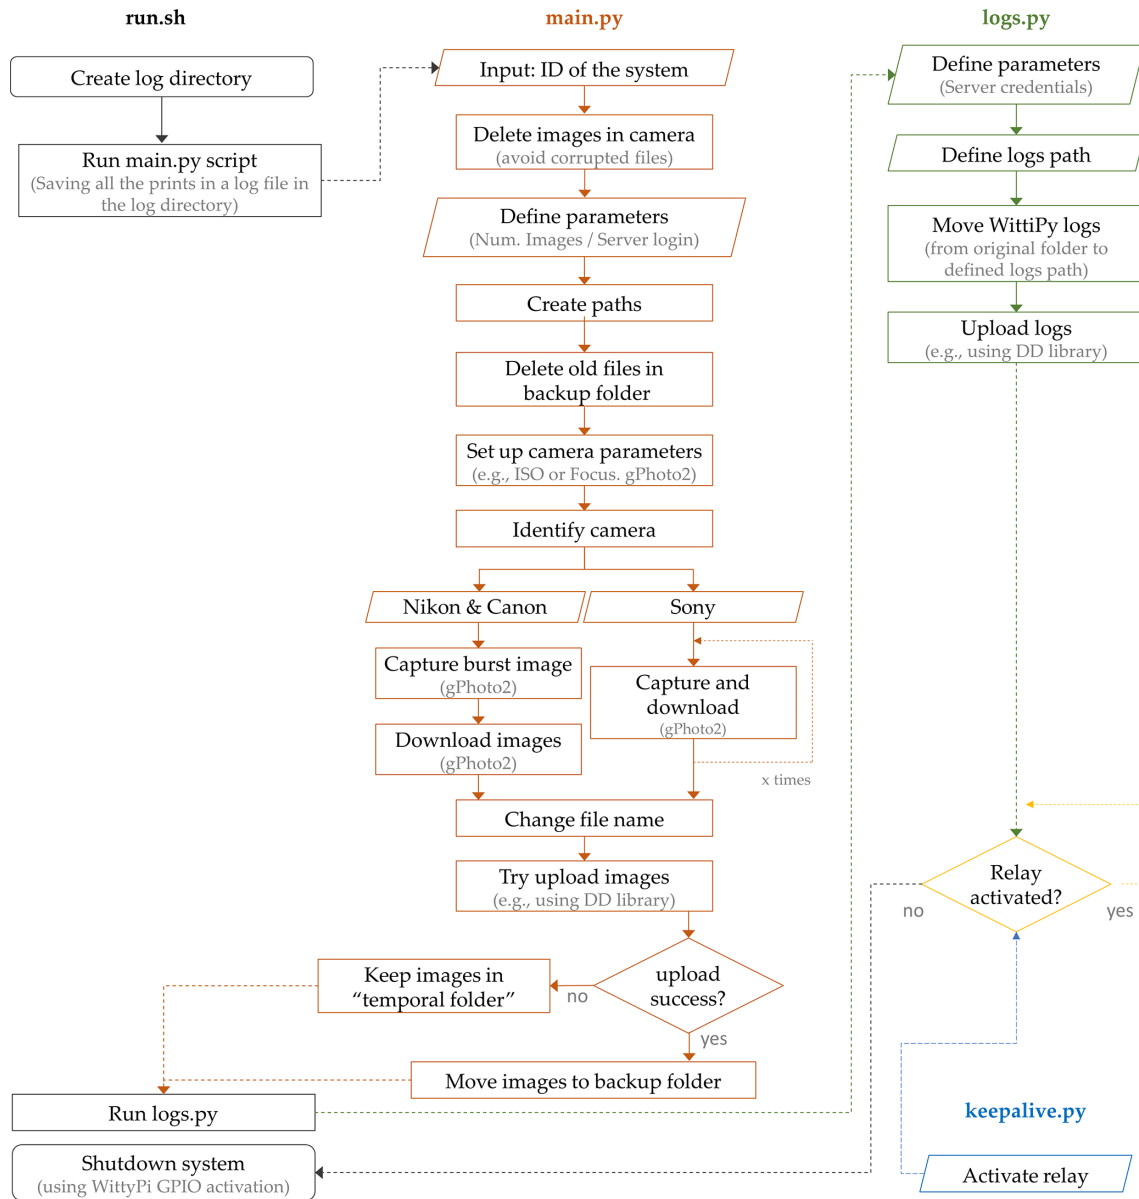 run.sh
Create log directory
Run main.py script
(Saving all the prints in a log file in
the log directory)
main.py
Input: ID of the system
Delete images in camera
(avoid corrupted files)
Define parameters
(Num. Images / Server login)
Create paths
Delete old files in
backup folder
Set up camera parameters
(e.g., ISO or Focus. gPhoto2)
Identify camera
Nikon & Canon
Capture burst image
(gPhoto2)
Download images
(gPhoto2)
Sony
Capture and
download
(gPhoto2)
x times
Change file name
Try upload images
(e.g., using DD library)
upload
success?
no
Keep images in
“temporal folder”
yes
Move images to backup folder
Run logs.py
Shutdown system
(using WittyPi GPIO activation)
logs.py
Define parameters
(Server credentials)
Define logs path
Move WittiPy logs
(from original folder to
defined logs path)
Upload logs
(e.g., using DD library)
Relay
activated?
no
yes
keepalive.py
Activate relay